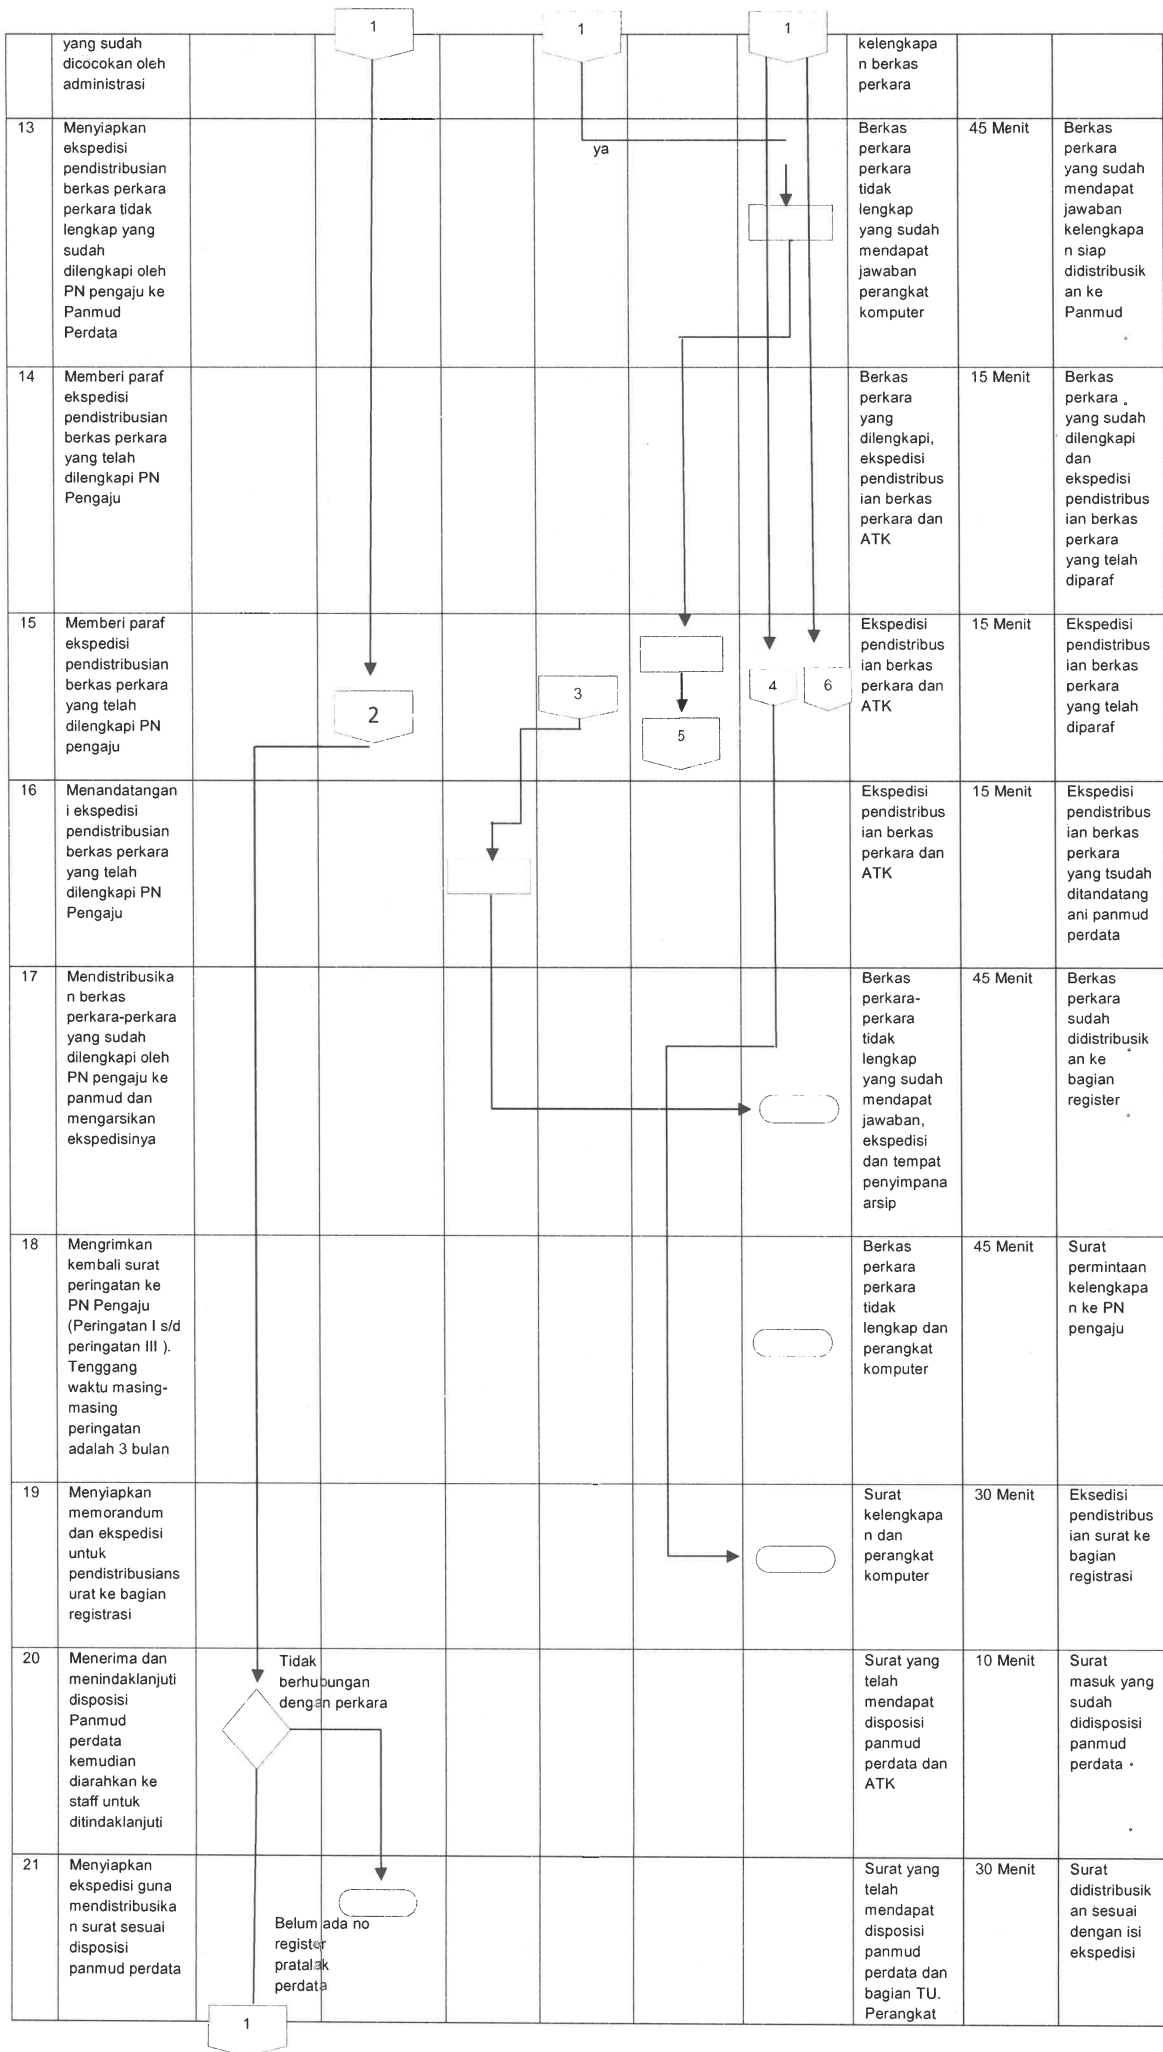 1
1
1
yang sudah
dicocokan oleh
administrasi
kelengkapa
n berkas
perkara
13
Menyiapkan
ekspedisi
pendistribusian
berkas perkara
perkara tidak
lengkap yang
sudah
dilengkapi oleh
PN pengaju ke
Panmud
Perdata
ya
Berkas
perkara
perkara
tidak
lengkap
yang sudah
mendapat
jawaban
perangkat
komputer
45 Menit
Berkas
perkara
yang sudah
mendapat
jawaban
kelengkapa
n siap
didistribusik
an ke
Panmud
14
Memberi paraf
ekspedisi
pendistribusian
berkas perkara
yang telah
dilengkapi PN
Pengaju
Berkas
perkara
yang
dilengkapi,
ekspedisi
pendistribus
ian berkas
perkara dan
ATK
15 Menit
Berkas
perkara
yang sudah
dilengkapi
dan
ekspedisi
pendistribus
ian berkas
perkara
yang telah
diparaf
15
Memberi paraf
ekspedisi
pendistribusian
berkas perkara
yang telah
dilengkapi PN
pengaju
2
3
5
4
6
Ekspedisi
pendistribus
ian berkas
perkara dan
ATK
15 Menit
Ekspedisi
pendistribus
ian berkas
perkara
yang telah
diparaf
16
Menandatangan
i ekspedisi
pendistribusian
berkas perkara
yang telah
dilengkapi PN
Pengaju
Ekspedisi
pendistribus
ian berkas
perkara dan
ATK
15 Menit
Ekspedisi
pendistribus
ian berkas
perkara
yang tsudah
ditandatang
ani panmud
perdata
17
Mendistribusika
n berkas
perkara-perkara
yang sudah
dilengkapi oleh
PN pengaju ke
panmud dan
mengarsikan
ekspedisinya
Berkas
perkara-
perkara
tidak
lengkap
yang sudah
mendapat
jawaban,
ekspedisi
dan tempat
penyimpana
arsip
45 Menit
Berkas
perkara
sudah
didistribusik
an ke
bagian
register
18
Mengrimkan
kembali surat
peringatan ke
PN Pengaju
(Peringatan I s/d
peringatan III ).
Tenggang
waktu masing-
masing
peringatan
adalah 3 bulan
Berkas
perkara
perkara
tidak
lengkap dan
perangkat
komputer
45 Menit
Surat
permintaan
kelengkapa
n ke PN
pengaju
19
Menyiapkan
memorandum
dan ekspedisi
untuk
pendistribusians
urat ke bagian
registrasi
Surat
kelengkapa
n dan
perangkat
komputer
30 Menit
Eksedisi
pendistribus
ian surat ke
bagian
registrasi
20
Menerima dan
menindaklanjuti
disposisi
Panmud
perdata
kemudian
diarahkan ke
staff untuk
ditindaklanjuti
Tidak
berhubungan
dengan perkara
Surat yang
telah
mendapat
disposisi
panmud
perdata dan
ATK
10 Menit
Surat
masuk yang
sudah
didisposisi
panmud
perdata
21
Menyiapkan
ekspedisi guna
mendistribusika
n surat sesuai
disposisi
panmud perdata
Belum ada no
register
pratalak
perdata
Surat yang
telah
mendapat
disposisi
panmud
perdata dan
bagian TU.
Perangkat
30 Menit
Surat
didistribusik
an sesuai
dengan isi
ekspedisi
1